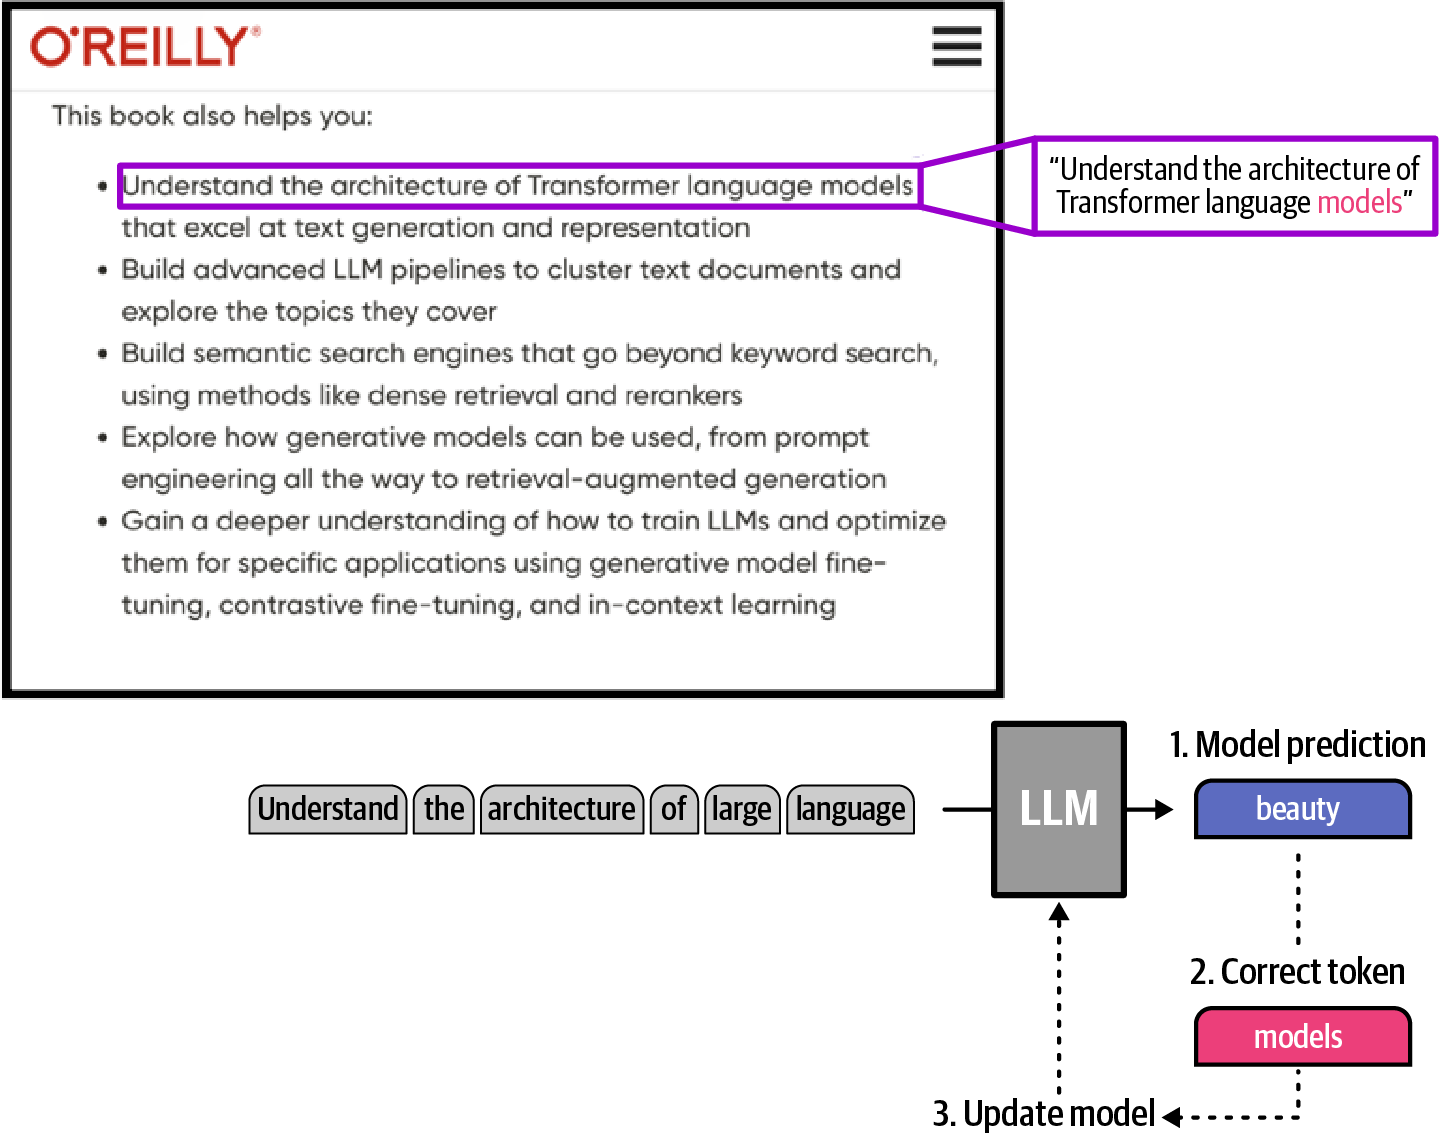 O'REILLY®
This book also helps you:
• Understand the architecture of Transformer language models
that excel at text generation and representation
• Build advanced LLM pipelines to cluster text documents and
explore the topics they cover
• Build semantic search engines that go beyond keyword search,
using methods like dense retrieval and rerankers
• Explore how generative models can be used, from prompt
engineering all the way to retrieval-augmented generation
• Gain a deeper understanding of how to train LLMs and optimize
them for specific applications using generative model fine-
tuning, contrastive fine-tuning, and in-context learning
“Understand the architecture of
Transformer language models”
Understand the architecture of large language
LLM
1. Model prediction
beauty
2. Correct token
models
3. Update model